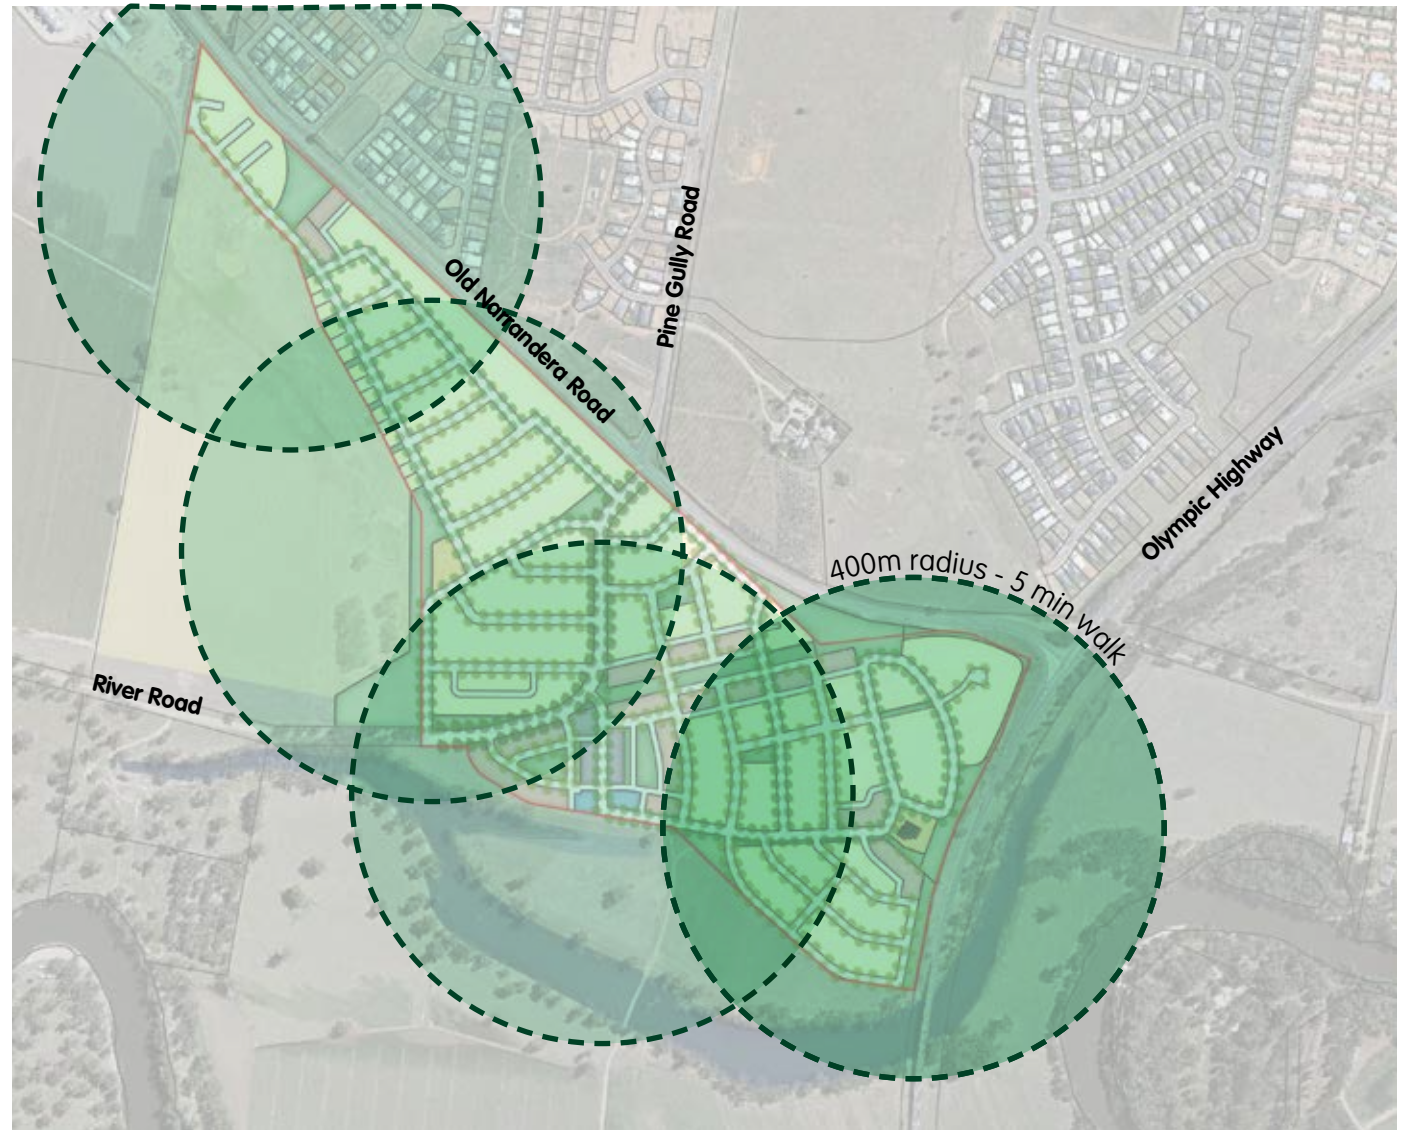 Pine Gully Road
Old Narrandera Road
Olympic Highway
400m radius - 5 min walk
River Road